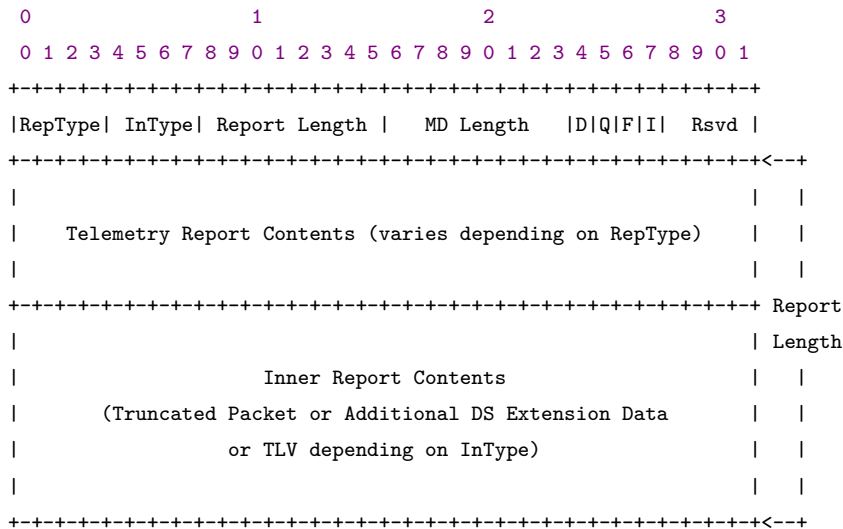 0                   1                   2                   3
 0 1 2 3 4 5 6 7 8 9 0 1 2 3 4 5 6 7 8 9 0 1 2 3 4 5 6 7 8 9 0 1
+-+-+-+-+-+-+-+-+-+-+-+-+-+-+-+-+-+-+-+-+-+-+-+-+-+-+-+-+-+-+-+-+
|RepType| InType| Report Length |   MD Length   |D|Q|F|I|  Rsvd |
+-+-+-+-+-+-+-+-+-+-+-+-+-+-+-+-+-+-+-+-+-+-+-+-+-+-+-+-+-+-+-+-+<--+
|                                                               |   |
|    Telemetry Report Contents (varies depending on RepType)    |   |
|                                                               |   |
+-+-+-+-+-+-+-+-+-+-+-+-+-+-+-+-+-+-+-+-+-+-+-+-+-+-+-+-+-+-+-+-+ Report
|                                                               | Length
|                     Inner Report Contents                     |   |
|       (Truncated Packet or Additional DS Extension Data       |   |
|                  or TLV depending on InType)                  |   |
|                                                               |   |
+-+-+-+-+-+-+-+-+-+-+-+-+-+-+-+-+-+-+-+-+-+-+-+-+-+-+-+-+-+-+-+-+<--+